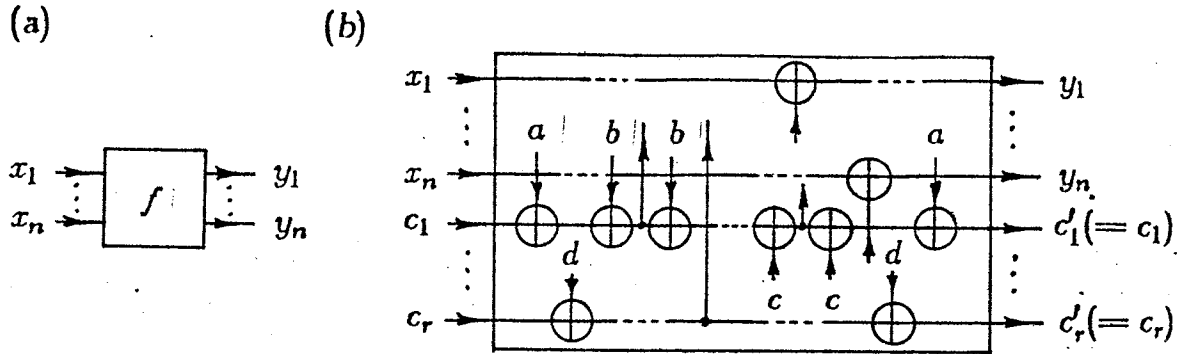 (a)
x₁ y₁
f
xₙ yₙ
(b)
x₁ y₁
a b b a
xₙ yₙ
c₁ c′₁(= c₁)
d c c d
cᵣ c′ᵣ(= cᵣ)